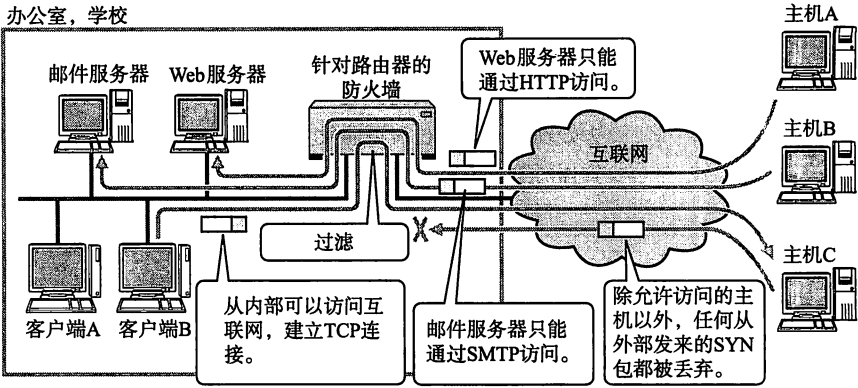 办公室，学校
主机A
邮件服务器
Web服务器
针对路由器的
防火墙
Web服务器只能
通过HTTP访问。
互联网
主机B
过滤
主机C
客户端A
客户端B
从内部可以访问互
联网，建立TCP连
接。
邮件服务器只能
通过SMTP访问。
除允许访问的主
机以外，任何从
外部发来的SYN
包都被丢弃。